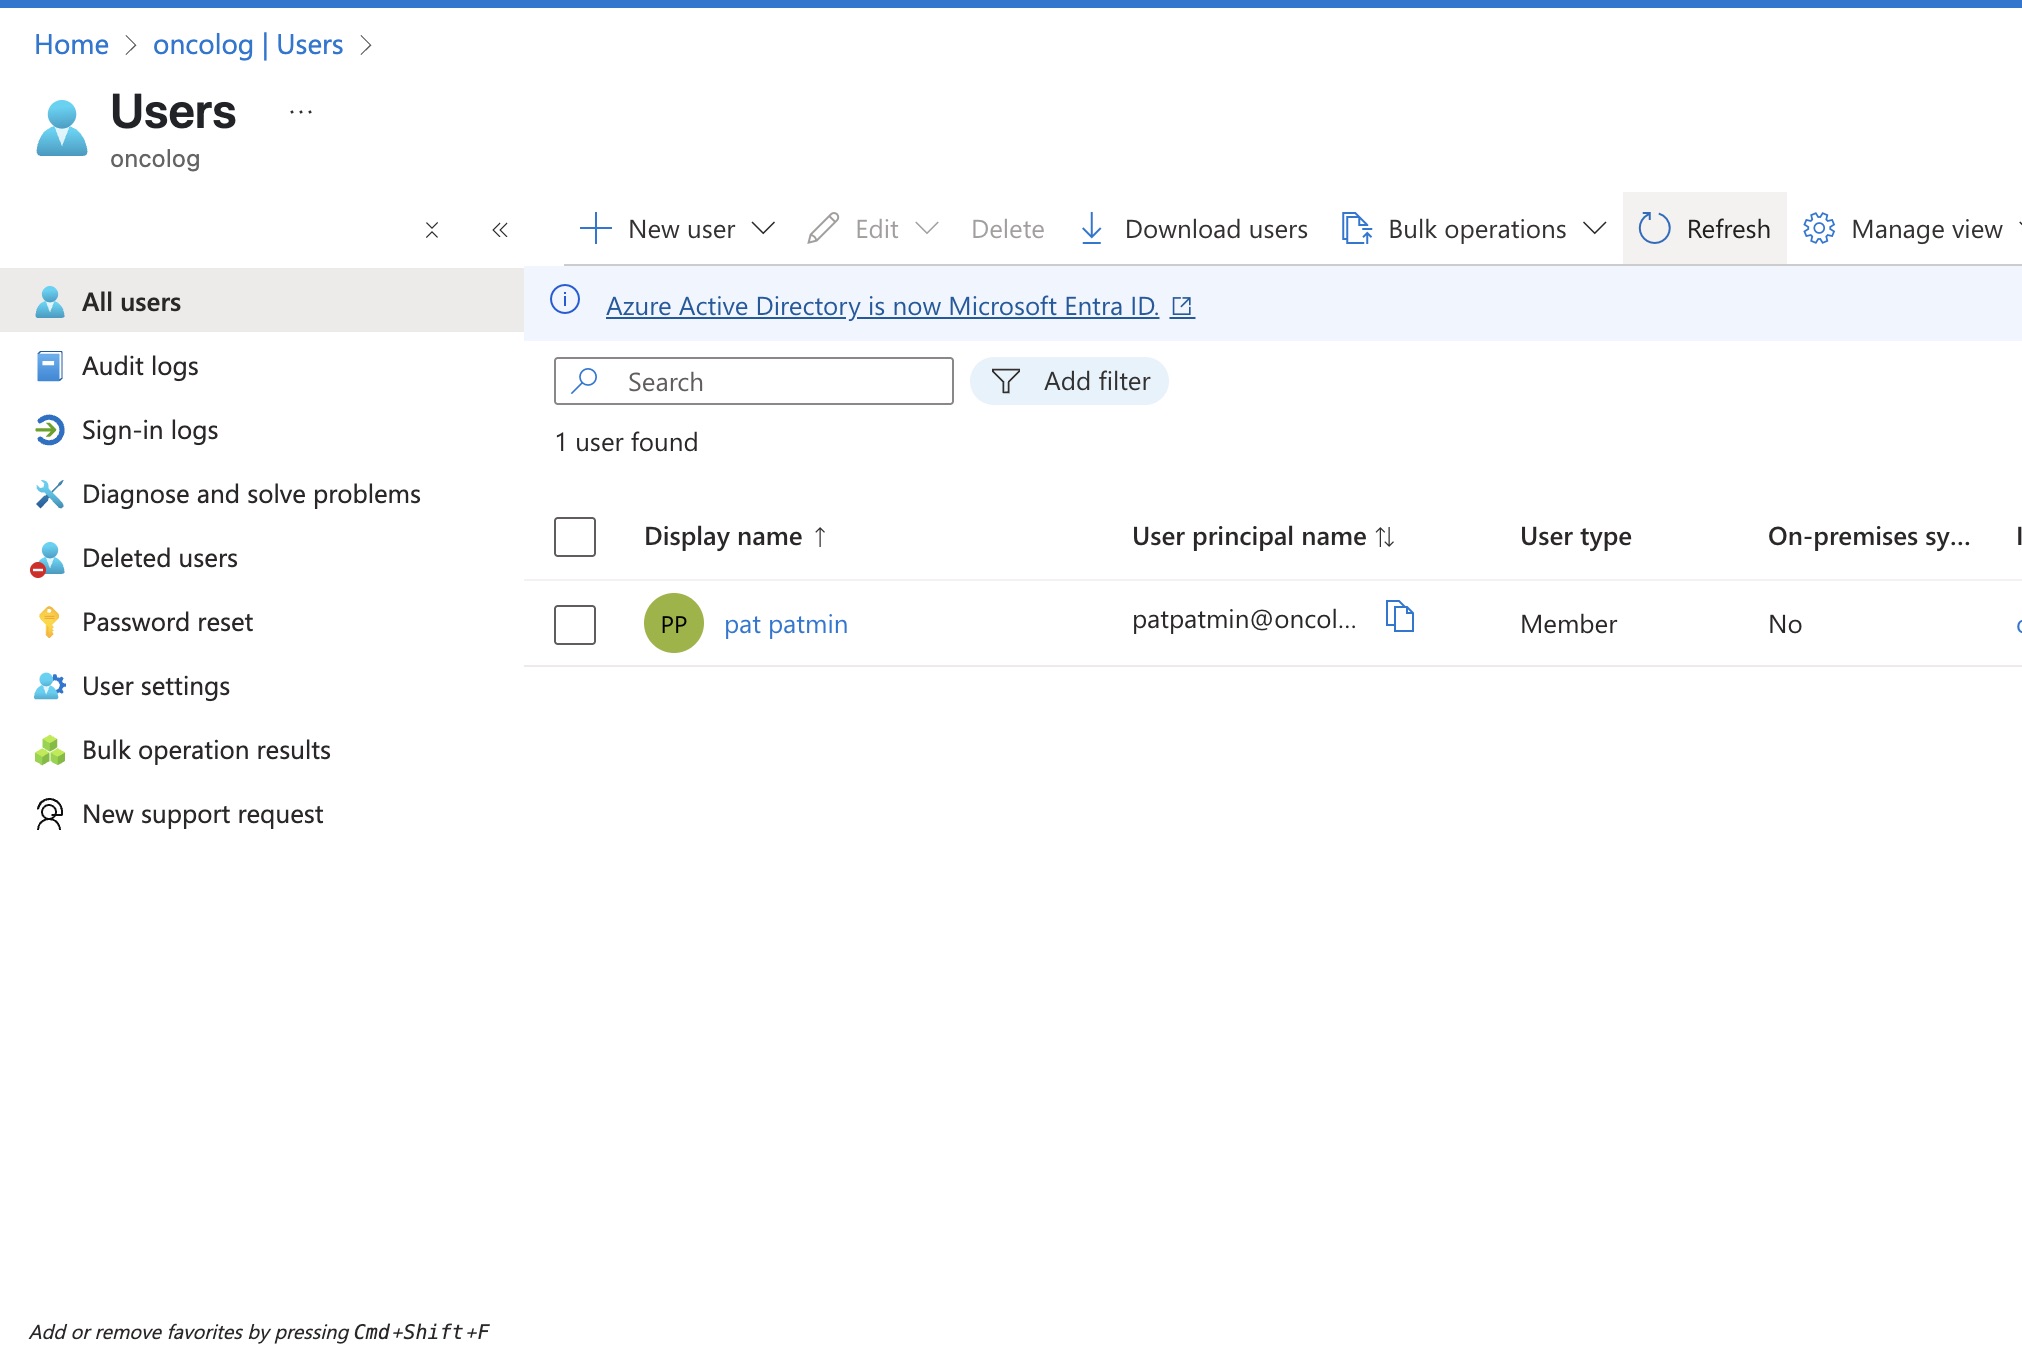 Home > oncolog | Users >
Users ...
oncolog
New user Edit Delete Download users Bulk operations Refresh Manage view
All users
Audit logs
Sign-in logs
Diagnose and solve problems
Deleted users
Password reset
User settings
Bulk operation results
New support request
Azure Active Directory is now Microsoft Entra ID.
Search Add filter
1 user found
Display name ↑ User principal name ↑↓ User type On-premises sy...
PP pat patmin patpatmin@oncol... Member No
Add or remove favorites by pressing Cmd+Shift+F